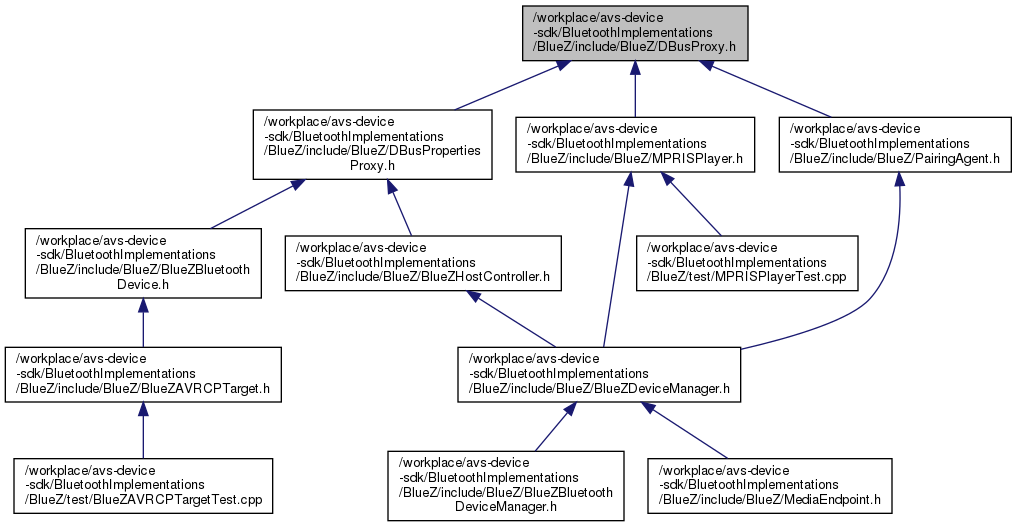 /workplace/avs-device
-sdk/BluetoothImplementations
/BlueZ/include/BlueZ/DBusProxy.h
/workplace/avs-device
-sdk/BluetoothImplementations
/BlueZ/include/BlueZ/DBusProperties
Proxy.h
/workplace/avs-device
-sdk/BluetoothImplementations
/BlueZ/include/BlueZ/MPRISPlayer.h
/workplace/avs-device
-sdk/BluetoothImplementations
/BlueZ/include/BlueZ/PairingAgent.h
/workplace/avs-device
-sdk/BluetoothImplementations
/BlueZ/include/BlueZ/BlueZBluetooth
Device.h
/workplace/avs-device
-sdk/BluetoothImplementations
/BlueZ/include/BlueZ/BlueZHostController.h
/workplace/avs-device
-sdk/BluetoothImplementations
/BlueZ/test/MPRISPlayerTest.cpp
/workplace/avs-device
-sdk/BluetoothImplementations
/BlueZ/include/BlueZ/BlueZAVRCPTarget.h
/workplace/avs-device
-sdk/BluetoothImplementations
/BlueZ/include/BlueZ/BlueZDeviceManager.h
/workplace/avs-device
-sdk/BluetoothImplementations
/BlueZ/test/BlueZAVRCPTargetTest.cpp
/workplace/avs-device
-sdk/BluetoothImplementations
/BlueZ/include/BlueZ/BlueZBluetooth
DeviceManager.h
/workplace/avs-device
-sdk/BluetoothImplementations
/BlueZ/include/BlueZ/MediaEndpoint.h